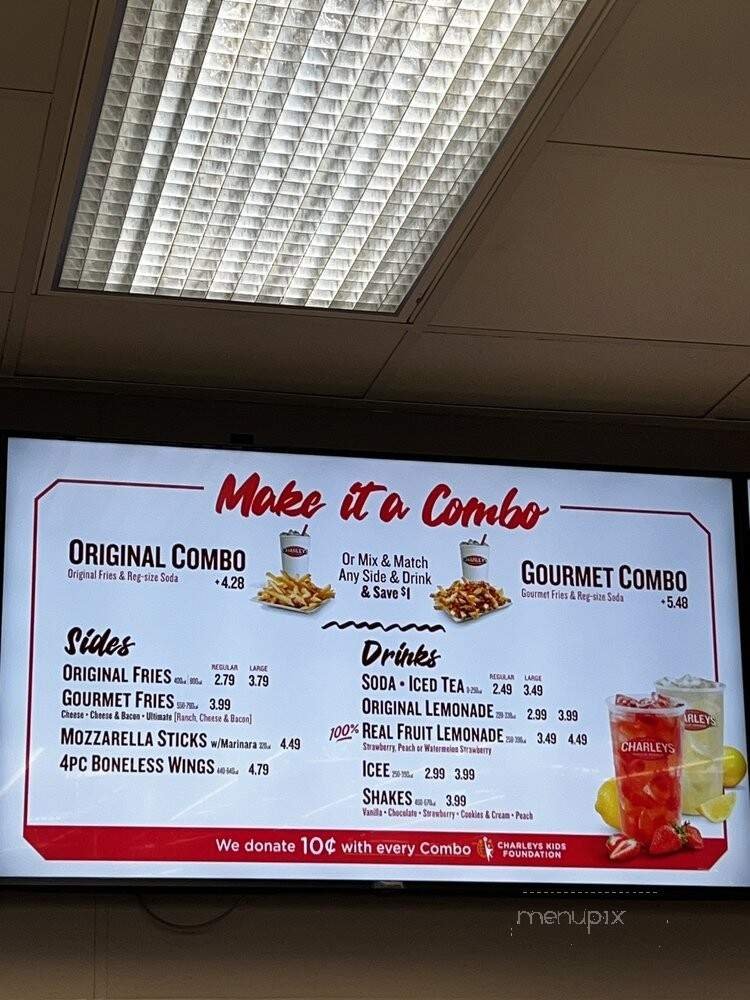 Make it a Combo
ORIGINAL COMBO
Original Fries & Reg-size Soda
+4.28
CHARLEYS
Or Mix & Match
Any Side & Drink
& Save $1
CHARLEYS
GOURMET COMBO
Gourmet Fries & Reg-size Soda
+5.48
Sides
REGULAR LARGE
ORIGINAL FRIES 2.79 3.79
GOURMET FRIES 3.99
Cheese • Cheese & Bacon • Ultimate [Ranch, Cheese & Bacon]
MOZZARELLA STICKS w/Marinara 4.49
4PC BONELESS WINGS 4.79
Drinks
REGULAR LARGE
SODA • ICED TEA 2.49 3.49
ORIGINAL LEMONADE 2.99 3.99
100% REAL FRUIT LEMONADE 3.49 4.49
Strawberry, Peach or Watermelon Strawberry
ICEE 2.99 3.99
SHAKES 3.99
Vanilla • Chocolate • Strawberry • Cookies & Cream • Peach
CHARLEYS
ARLEYS
We donate 10¢ with every Combo
CHARLEYS KIDS
FOUNDATION
menupix